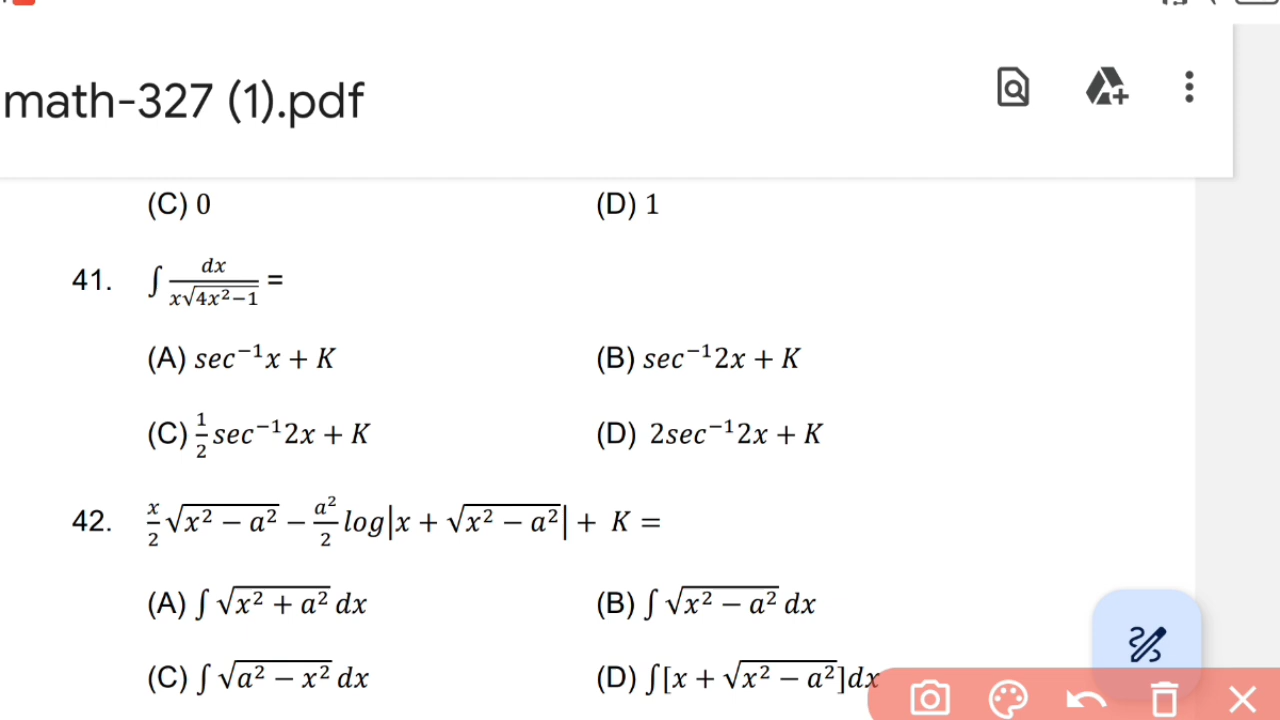 math-327 (1).pdf
(C) 0 (D) 1
41. ∫ dx/(x√(4x²−1)) =
(A) sec⁻¹x + K (B) sec⁻¹2x + K
(C) 1/2 sec⁻¹2x + K (D) 2sec⁻¹2x + K
42. x/2 √(x² − a²) − a²/2 log|x + √(x² − a²)| + K =
(A) ∫ √(x² + a²) dx (B) ∫ √(x² − a²) dx
(C) ∫ √(a² − x²) dx (D) ∫[x + √(x² − a²)]dx